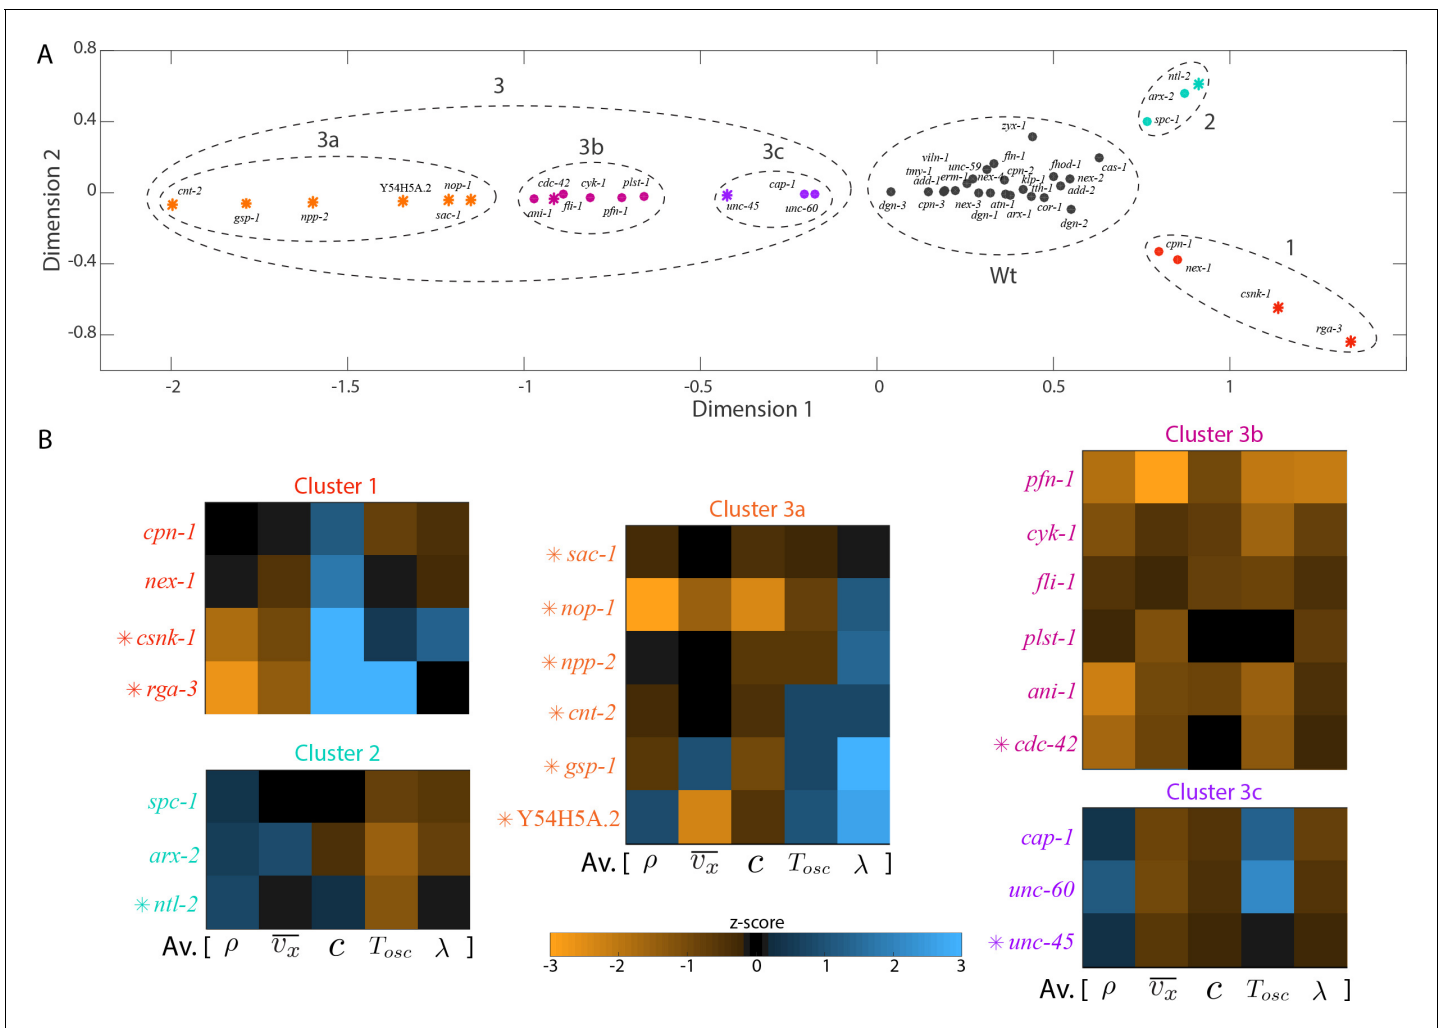 A
0.8
0.4
0
-0.4
-0.8
Dimension 2
3
3a
3b
3c
2
1
Wt
cnt-2
gsp-1
npp-2
Y54H5A.2
nop-1
sac-1
cdc-42
cyk-1
plst-1
ani-1
fli-1
pfn-1
cap-1
unc-45
unc-60
zyx-1
viln-1
unc-59
fln-1
fhod-1
cas-1
tmy-1
add-1
erm-1
nex-4
cpn-2
klp-1
tth-1
nex-2
add-2
dgn-3
cpn-3
nex-3
dgn-1
atn-1
arx-1
cor-1
dgn-2
ntl-2
arx-2
spc-1
cpn-1
nex-1
csnk-1
rga-3
-2
-1.5
-1
-0.5
0
0.5
1
Dimension 1
B
Cluster 1
cpn-1
nex-1
✳ csnk-1
✳ rga-3
Cluster 2
spc-1
arx-2
✳ ntl-2
Av. [ ρ v̅ₓ c Tₒₛc λ ]
Cluster 3a
✳ sac-1
✳ nop-1
✳ npp-2
✳ cnt-2
✳ gsp-1
✳ Y54H5A.2
Av. [ ρ v̅ₓ c Tₒₛc λ ]
z-score
-3 -2 -1 0 1 2 3
Cluster 3b
pfn-1
cyk-1
fli-1
plst-1
ani-1
✳ cdc-42
Cluster 3c
cap-1
unc-60
✳ unc-45
Av. [ ρ v̅ₓ c Tₒₛc λ ]